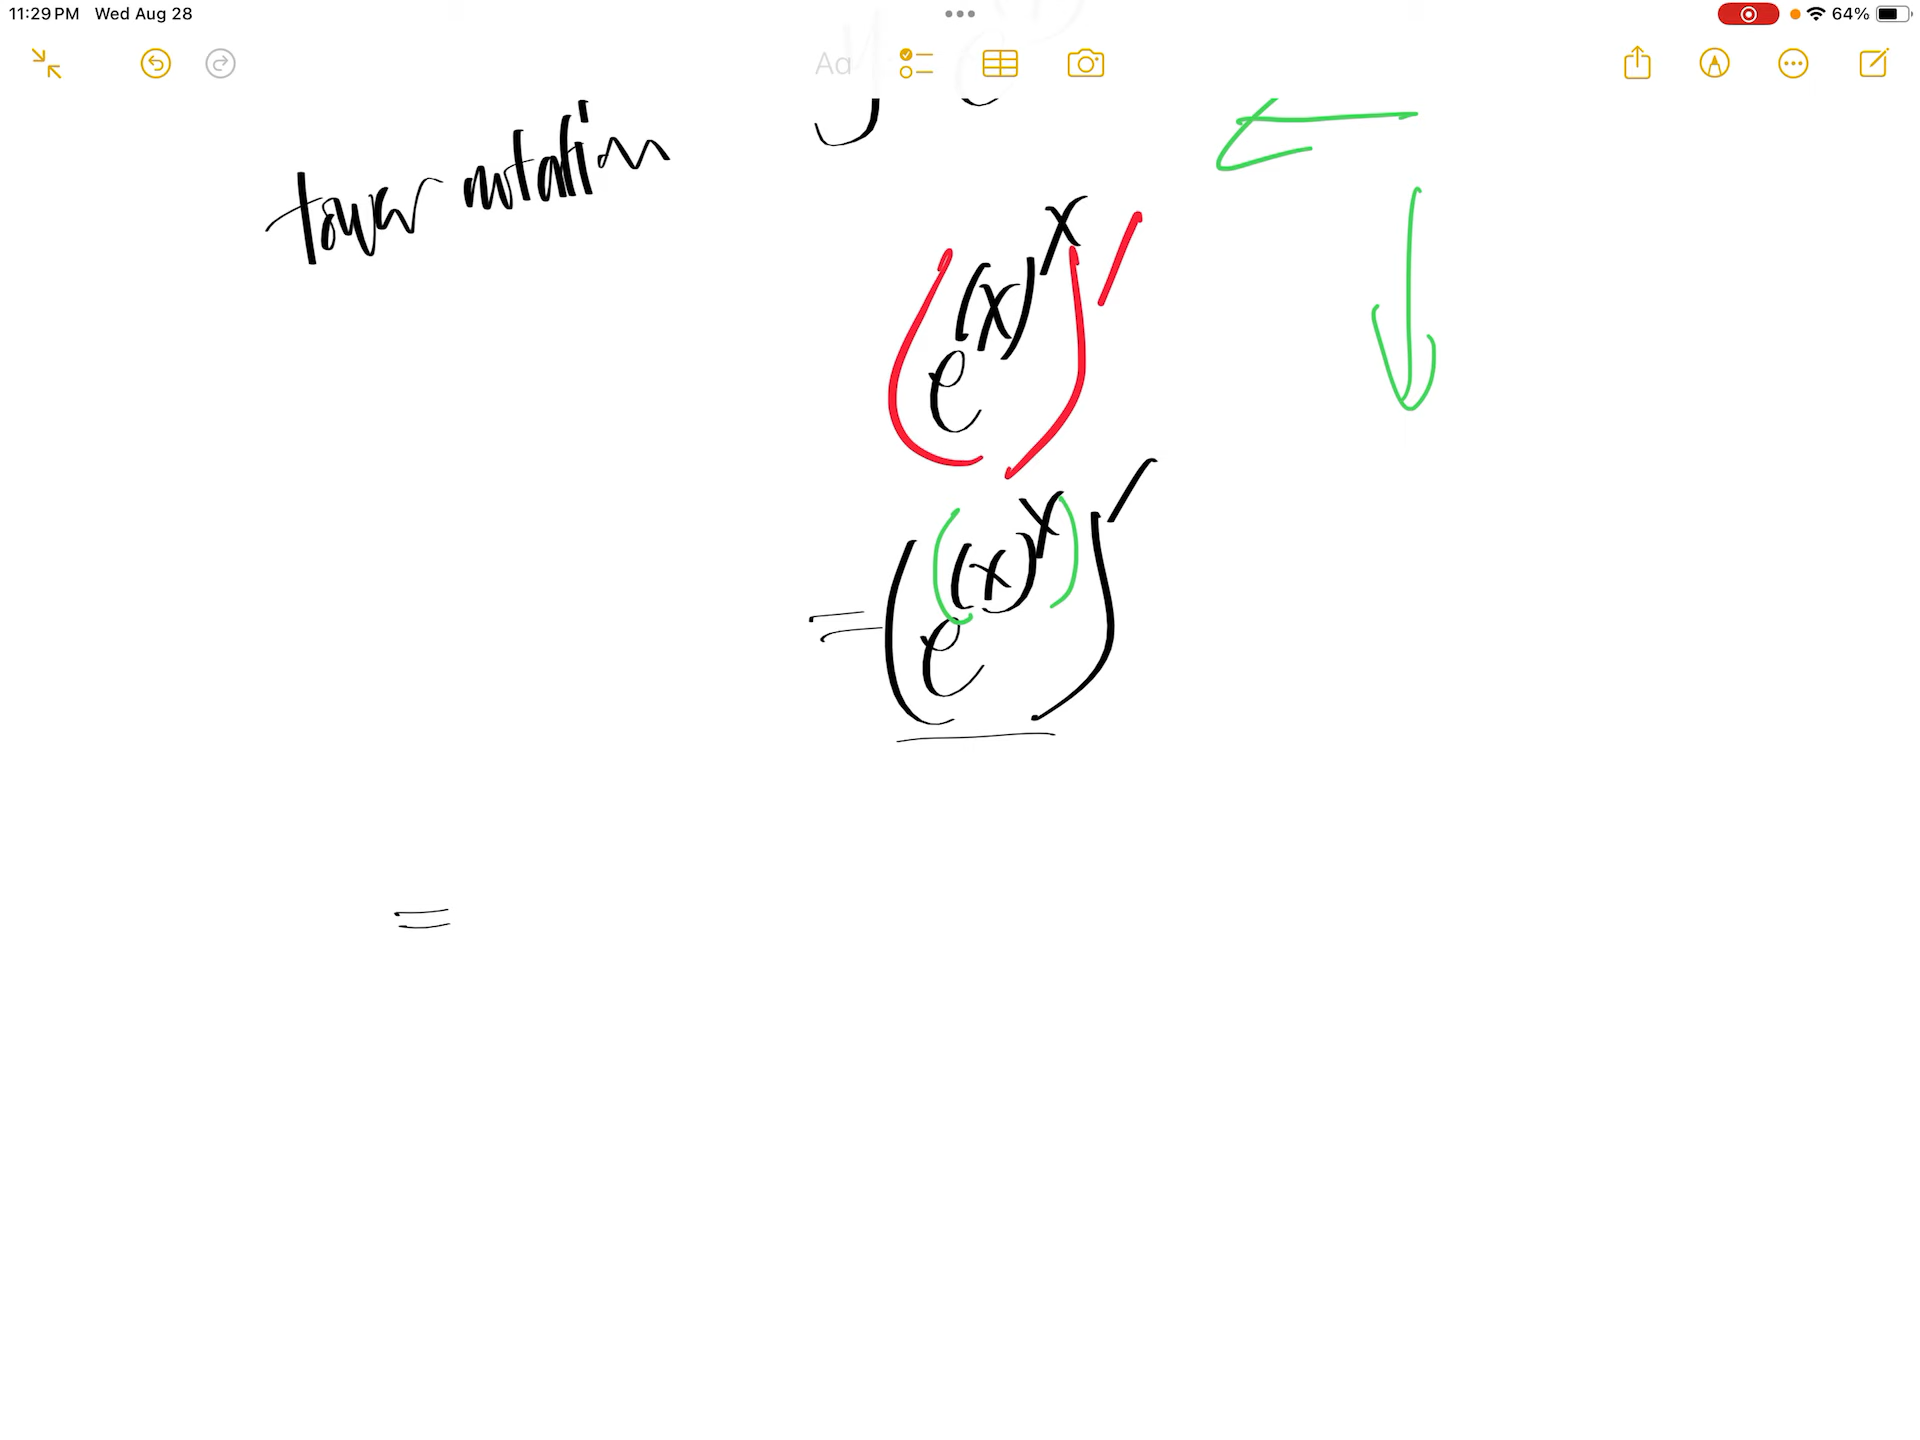 11:29 PM Wed Aug 28 64%
Aa
tower notation
(e^(x)^x)'
= (e^((x)^x))'
=